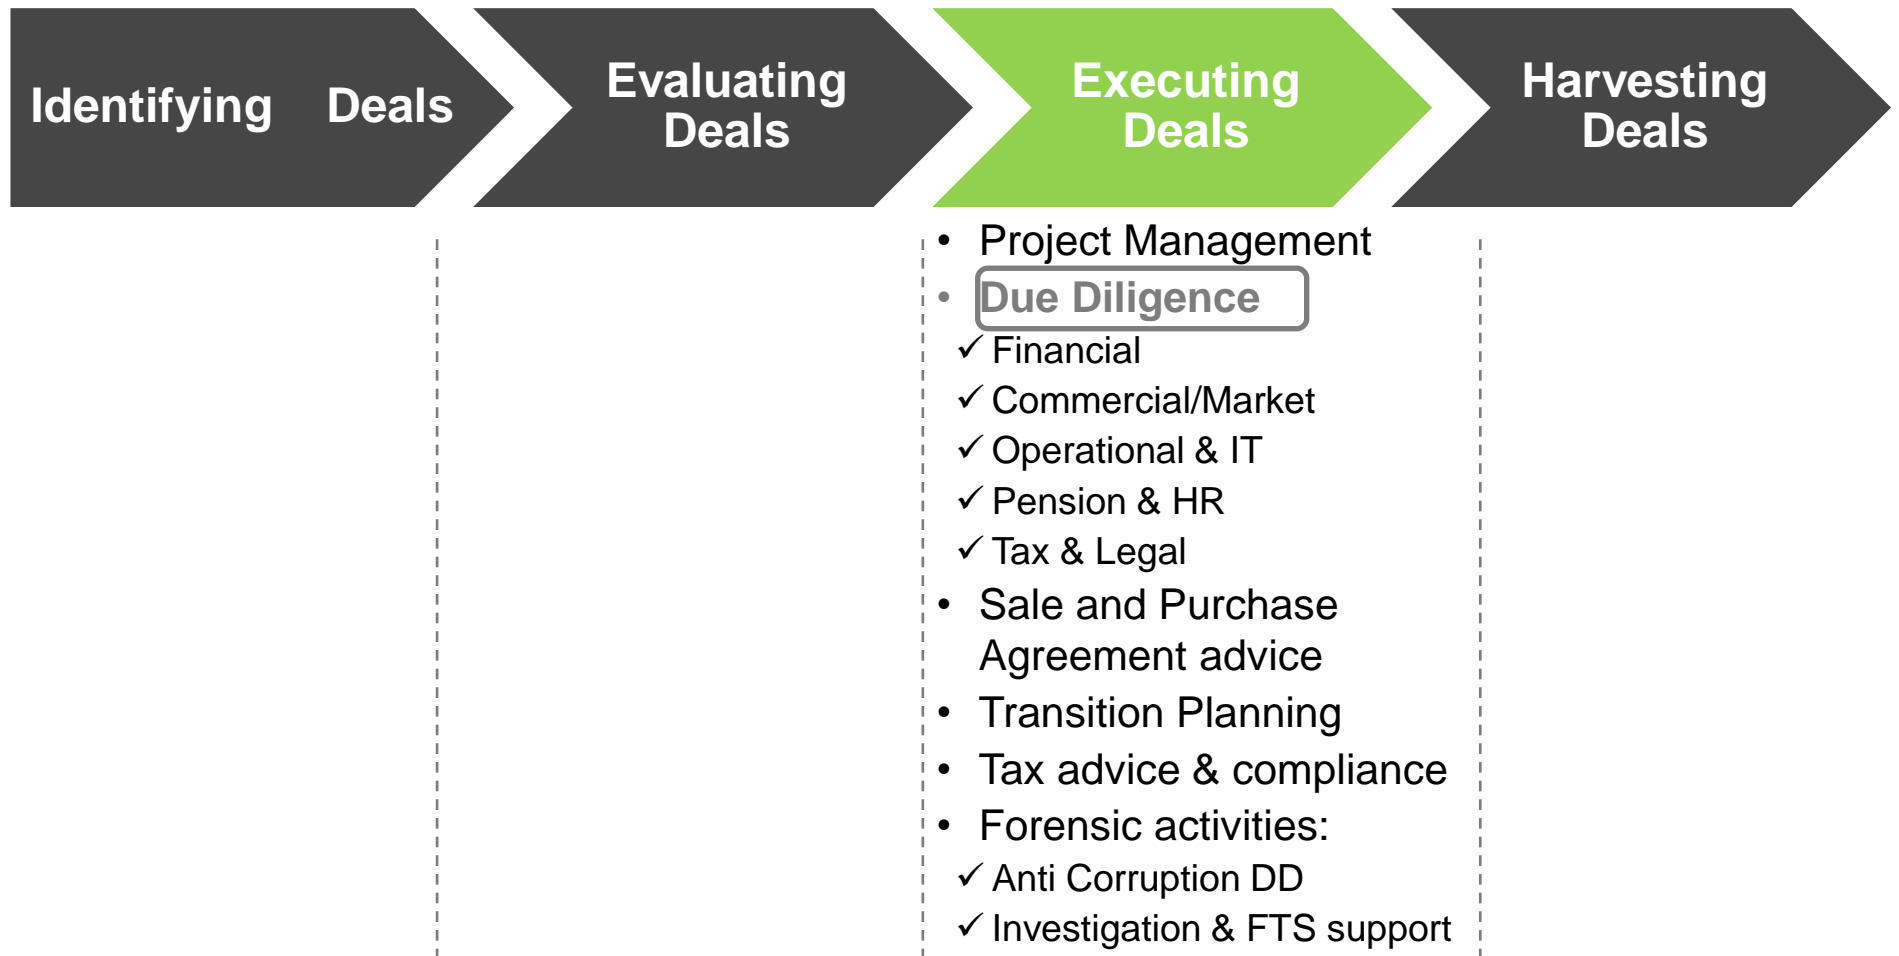 Identifying Deals
Evaluating
Deals
Executing
Deals
Harvesting
Deals
• Project Management
• Due Diligence
✓ Financial
✓ Commercial/Market
✓ Operational & IT
✓ Pension & HR
✓ Tax & Legal
• Sale and Purchase
Agreement advice
• Transition Planning
• Tax advice & compliance
• Forensic activities:
✓ Anti Corruption DD
✓ Investigation & FTS support